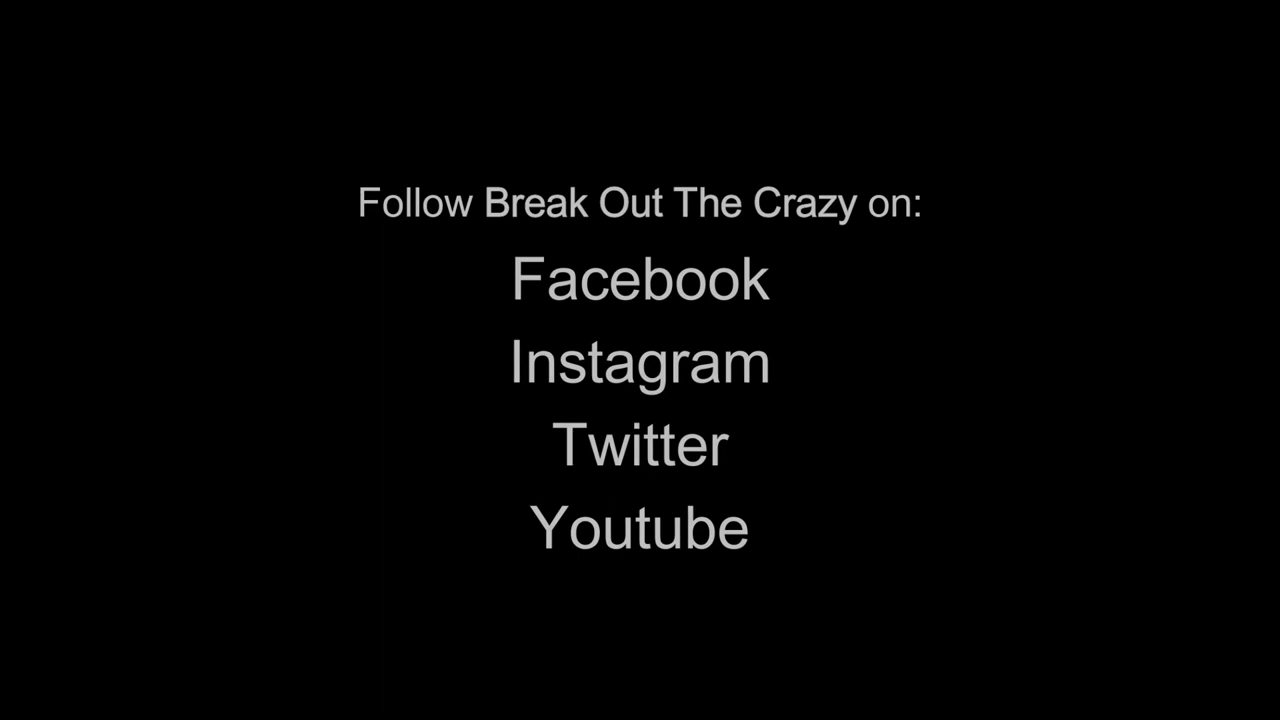 Follow Break Out The Crazy on:
Facebook
Instagram
Twitter
Youtube